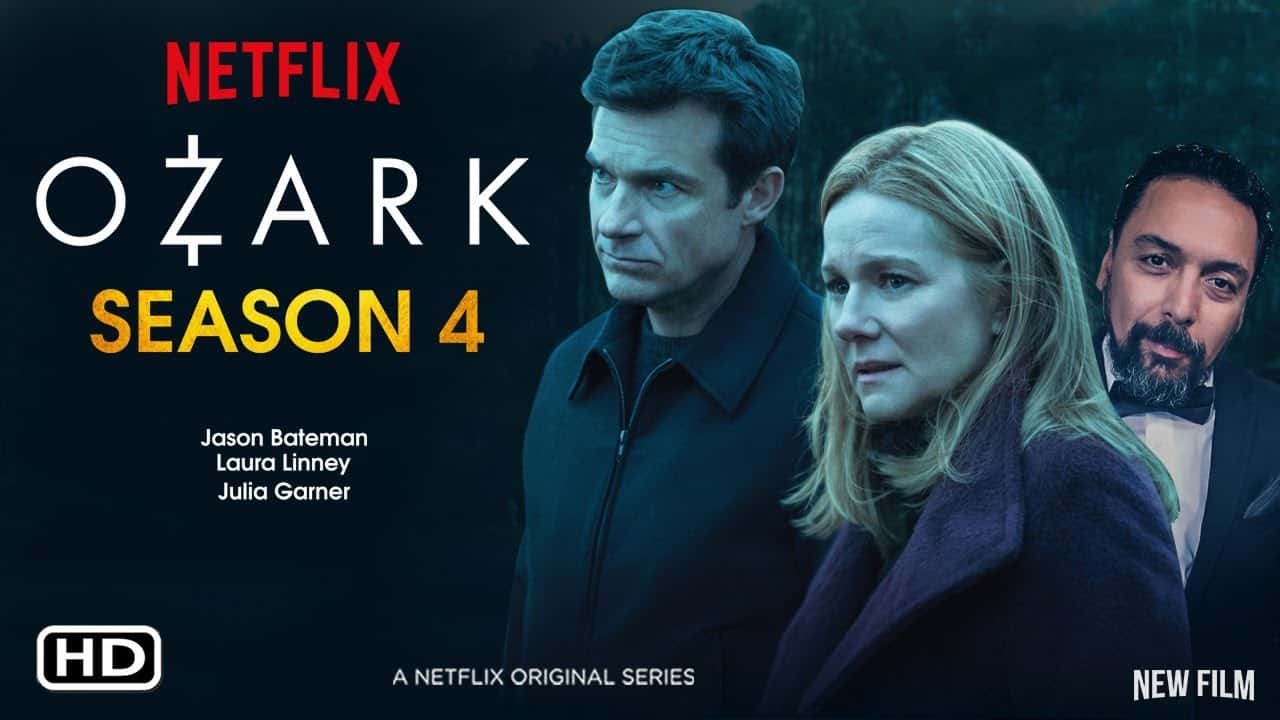 NETFLIX
OZARK
SEASON 4
Jason Bateman
Laura Linney
Julia Garner
HD
A NETFLIX ORIGINAL SERIES
NEW FILM